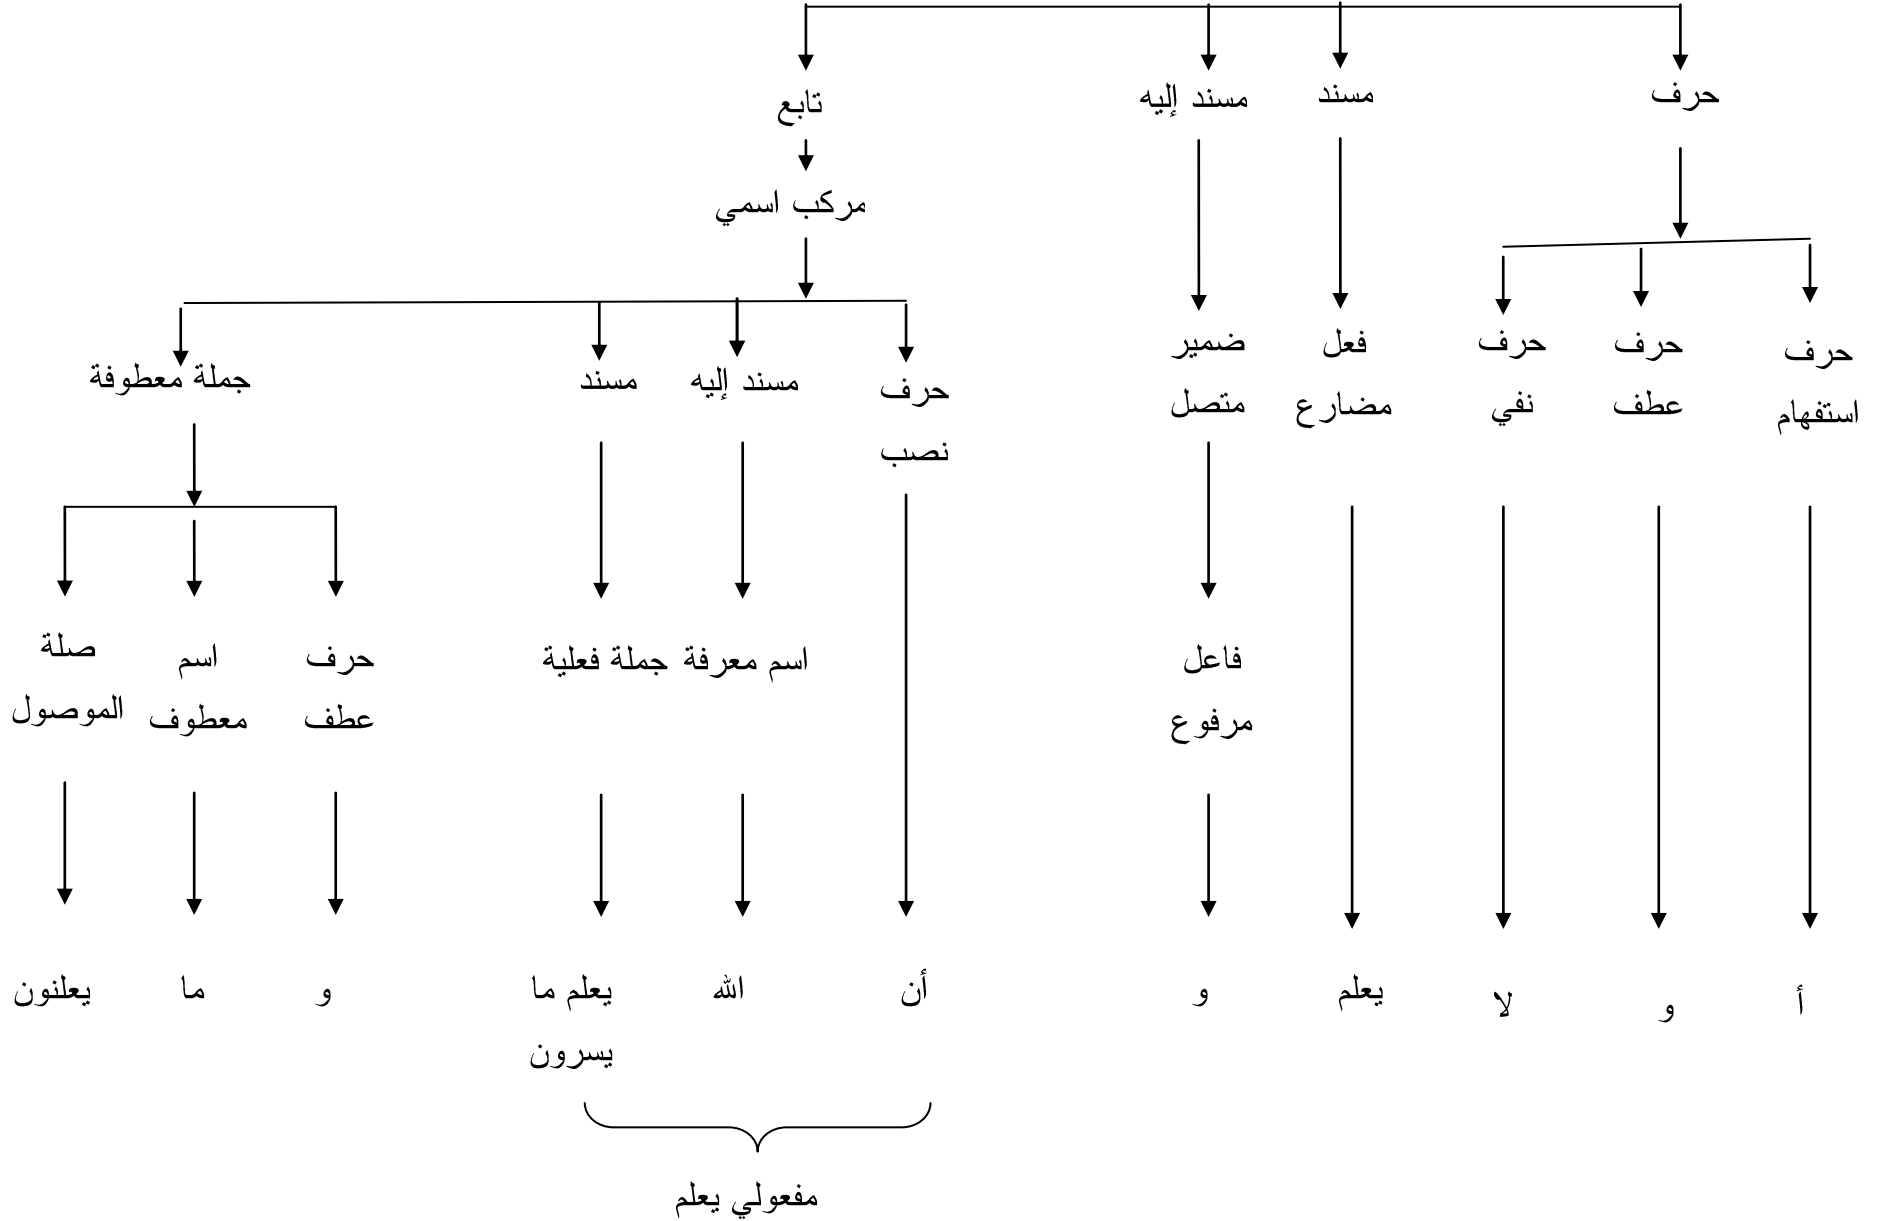 حرف
مسند
مسند إليه
تابع
مركب اسمي
حرف
استفهام
حرف
عطف
حرف
نفي
فعل
مضارع
ضمير
متصل
حرف
نصب
مسند إليه
مسند
جملة معطوفة
فاعل
مرفوع
اسم معرفة
جملة فعلية
حرف
عطف
اسم
معطوف
صلة
الموصول
أ
و
لا
يعلم
و
أن
الله
يعلم ما
يسرون
و
ما
يعلنون
مفعولي يعلم